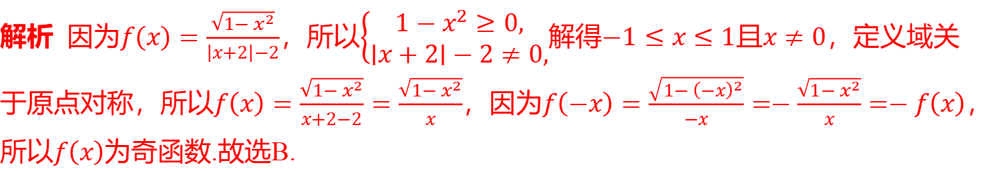 解析 因为$f(x)=\frac{\sqrt{1-x^2}}{|x+2|-2}$，所以$\begin{cases}1-x^2\geq 0,\\|x+2|-2\neq 0,\end{cases}$解得$-1\leq x\leq 1$且$x\neq 0$，定义域关
于原点对称，所以$f(x)=\frac{\sqrt{1-x^2}}{x+2-2}=\frac{\sqrt{1-x^2}}{x}$，因为$f(-x)=\frac{\sqrt{1-(-x)^2}}{-x}=-\frac{\sqrt{1-x^2}}{x}=-f(x)$，
所以$f(x)$为奇函数.故选B.